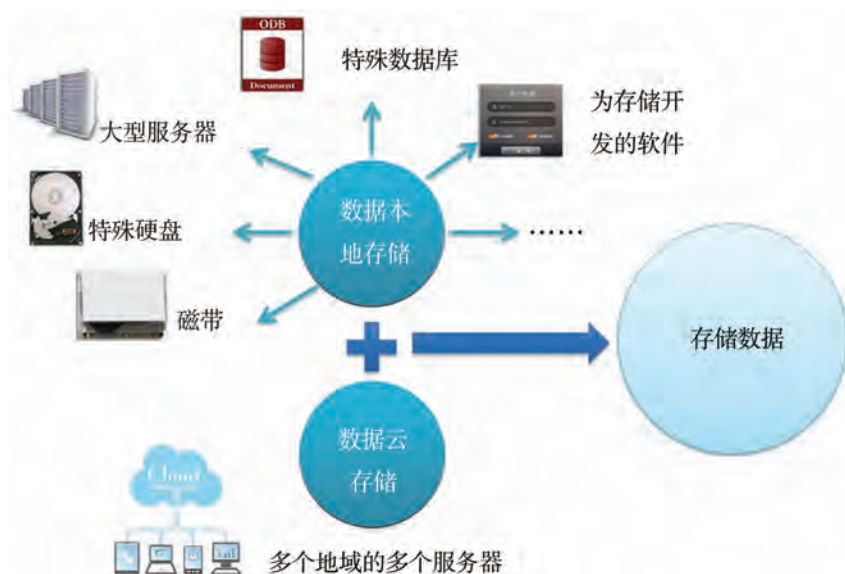 ODB
Document
特殊数据库
为存储开
发的软件
大型服务器
特殊硬盘
磁带
数据本
地存储
……
存储数据
数据云
存储
Cloud
多个地域的多个服务器